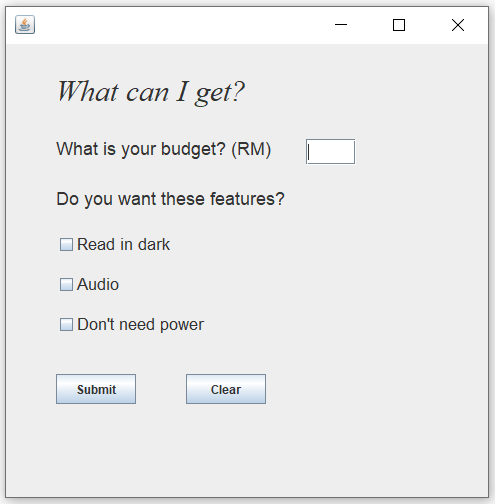 What can I get?
What is your budget? (RM)
Do you want these features?
Read in dark
Audio
Don't need power
Submit Clear